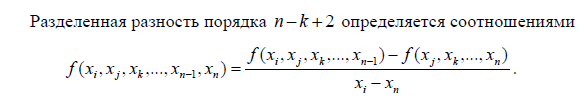 Разделенная разность порядка n−k+2 определяется соотношениями
f(x_i, x_j, x_k,..., x_{n−1}, x_n) = \frac{f(x_i, x_j, x_k,..., x_{n−1}) − f(x_j, x_k,..., x_n)}{x_i − x_n}.